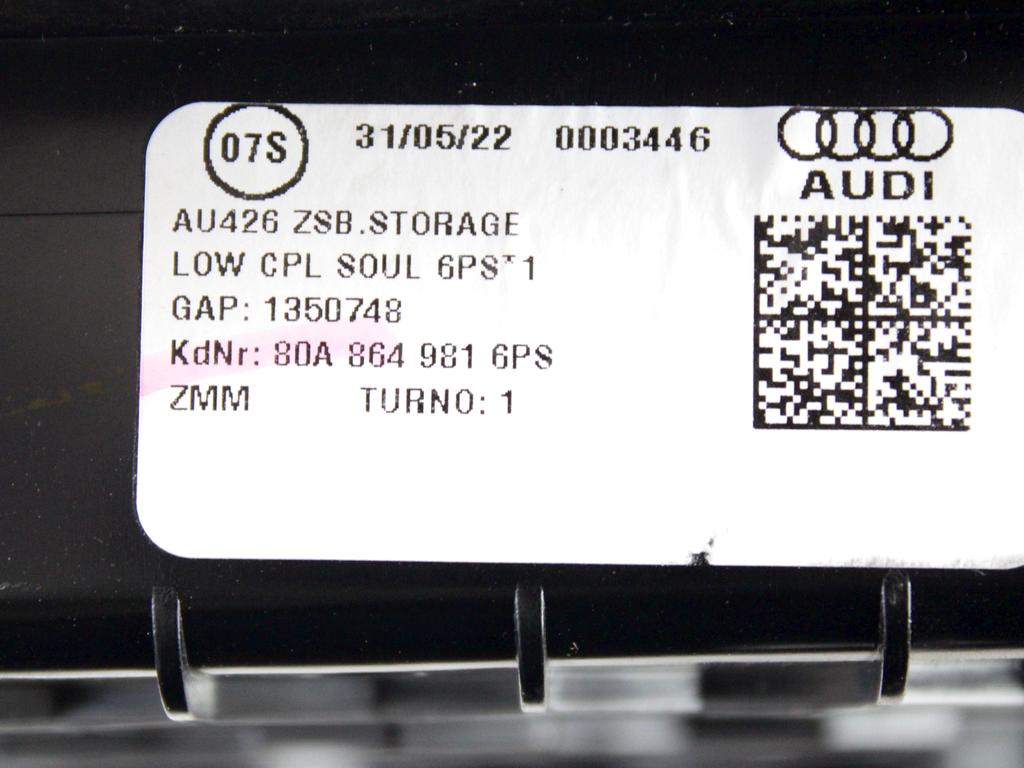 07S 31/05/22 0003446
AUDI
AU426 ZSB.STORAGE
LOW CPL SOUL 6PS*1
GAP: 1350748
KdNr: 80A 864 981 6PS
ZMM TURNO: 1